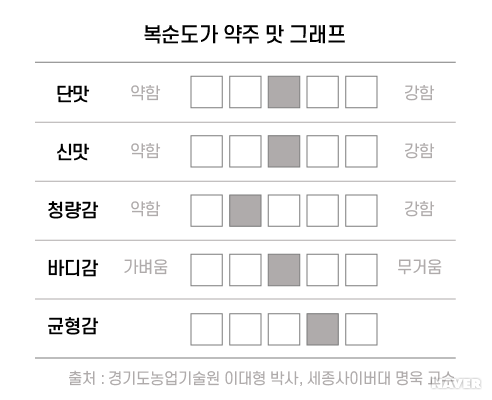 복순도가 약주 맛 그래프
단맛 약함 강함
신맛 약함 강함
청량감 약함 강함
바디감 가벼움 무거움
균형감
출처 : 경기도농업기술원 이대형 박사, 세종사이버대 명욱 교수
NAVER